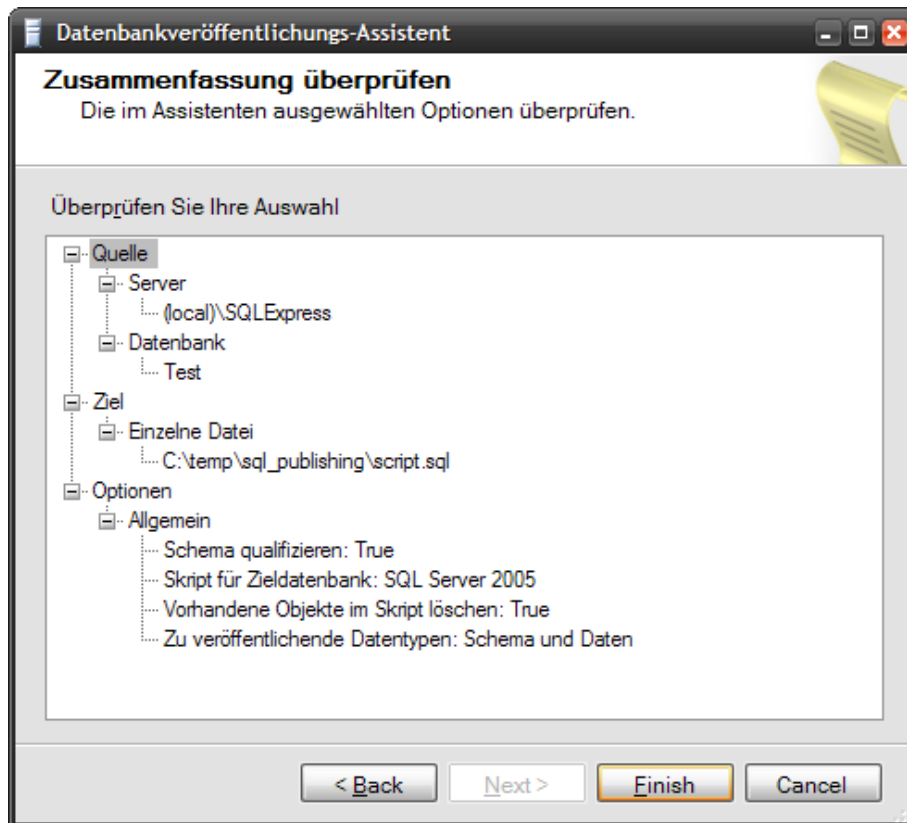 Datenbankveröffentlichungs-Assistent
Zusammenfassung überprüfen
Die im Assistenten ausgewählten Optionen überprüfen.
Überprüfen Sie Ihre Auswahl
Quelle
Server
(local)\SQLExpress
Datenbank
Test
Ziel
Einzelne Datei
C:\temp\sql_publishing\script.sql
Optionen
Allgemein
Schema qualifizieren: True
Skript für Zieldatenbank: SQL Server 2005
Vorhandene Objekte im Skript löschen: True
Zu veröffentlichende Datentypen: Schema und Daten
< Back Next > Finish Cancel